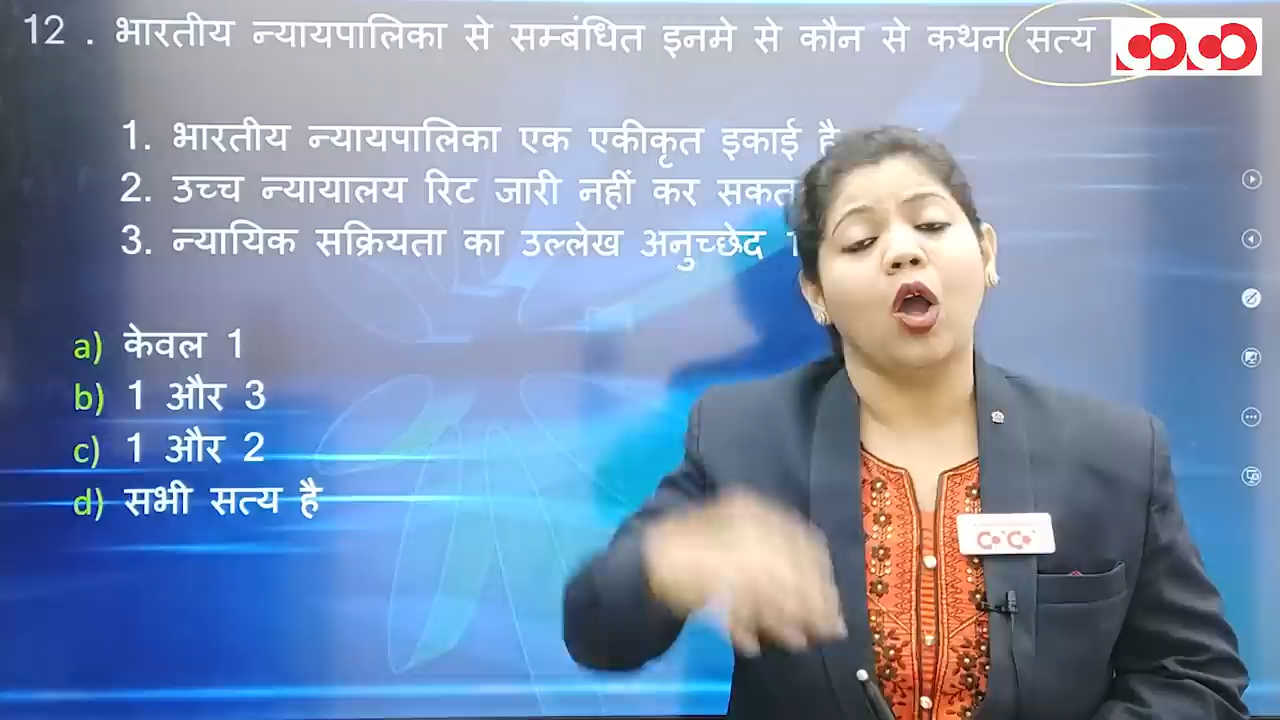 12 . भारतीय न्यायपालिका से सम्बंधित इनमे से कौन से कथन सत्य
1. भारतीय न्यायपालिका एक एकीकृत इकाई है
2. उच्च न्यायालय रिट जारी नहीं कर
3. न्यायिक सक्रियता का उल्लेख अनुच्छेद
a) केवल 1
b) 1 और 3
c) 1 और 2
d) सभी सत्य है